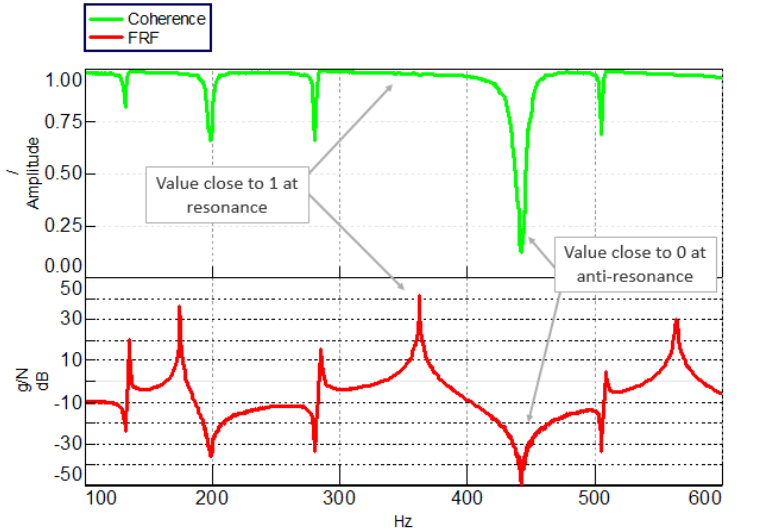 Coherence
FRF
1.00
0.75
0.50
0.25
0.00
/
Amplitude
Value close to 1 at
resonance
Value close to 0 at
anti-resonance
50
30
10
-10
-30
-50
g/N
dB
100
200
300
400
500
600
Hz